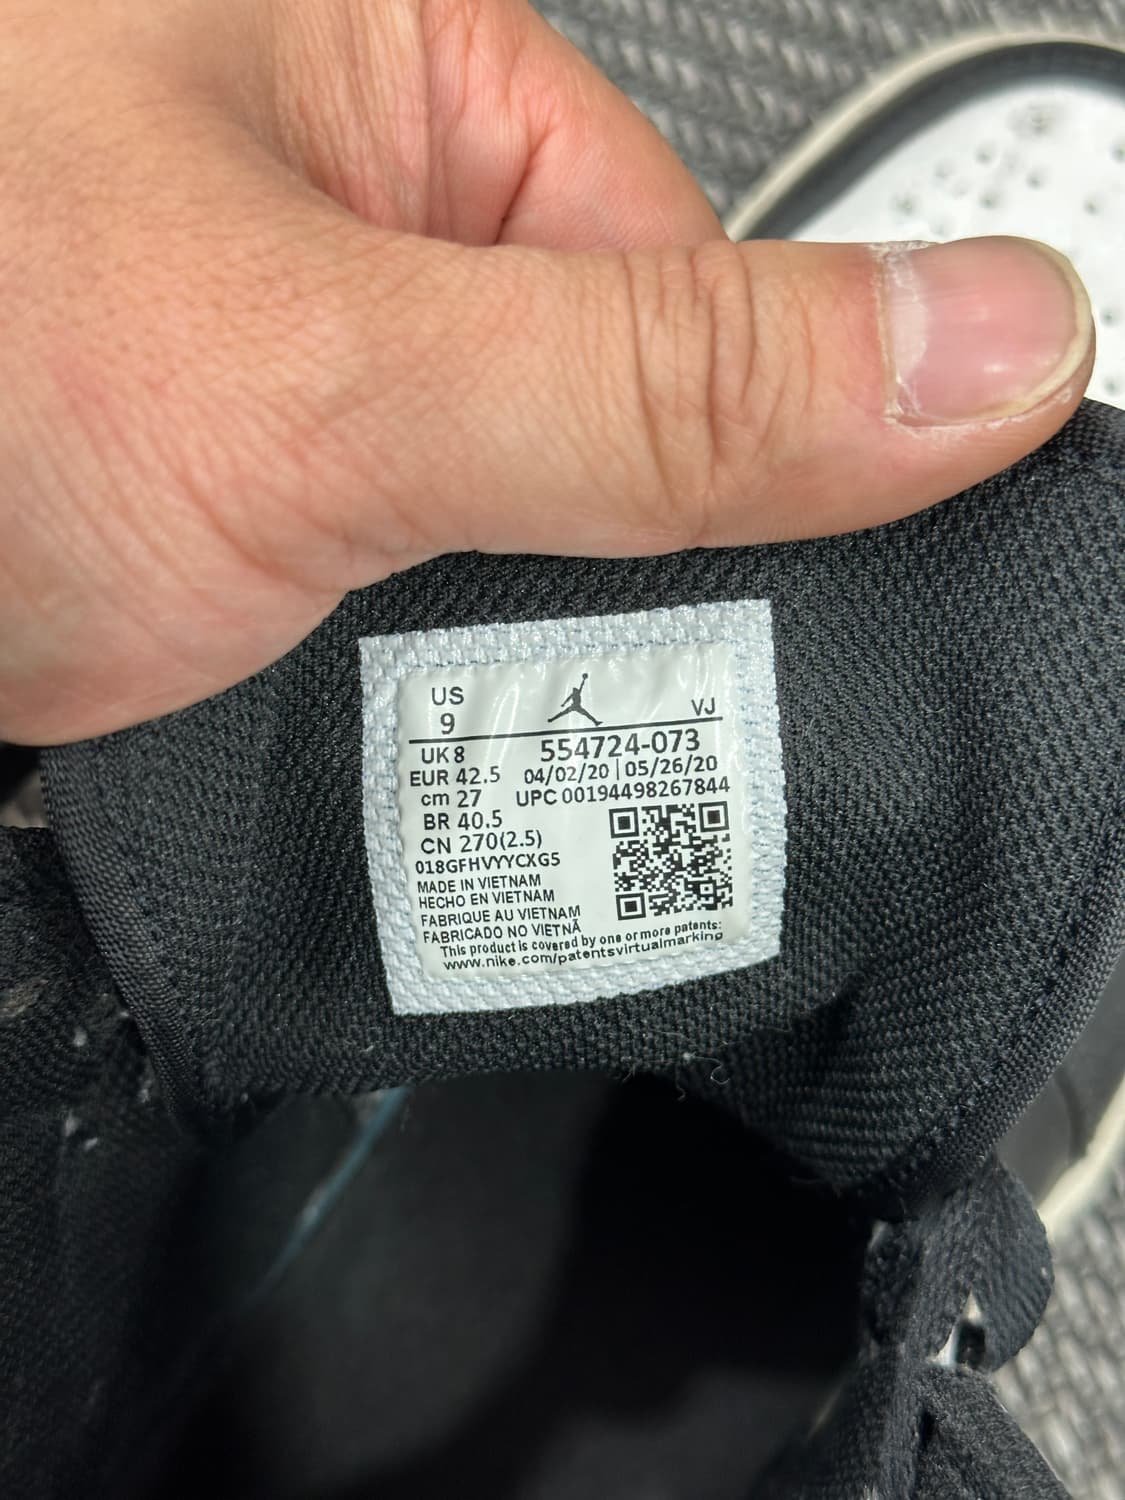 US
9
VJ
UK 8
554724-073
EUR 42.5
04/02/20 | 05/26/20
cm 27
UPC 00194498267844
BR 40.5
CN 270(2.5)
018GFHVYYCXG5
MADE IN VIETNAM
HECHO EN VIETNAM
FABRIQUE AU VIETNAM
FABRICADO NO VIETNÃ
This product is covered by one or more patents:
www.nike.com/patentsvirtualmarking